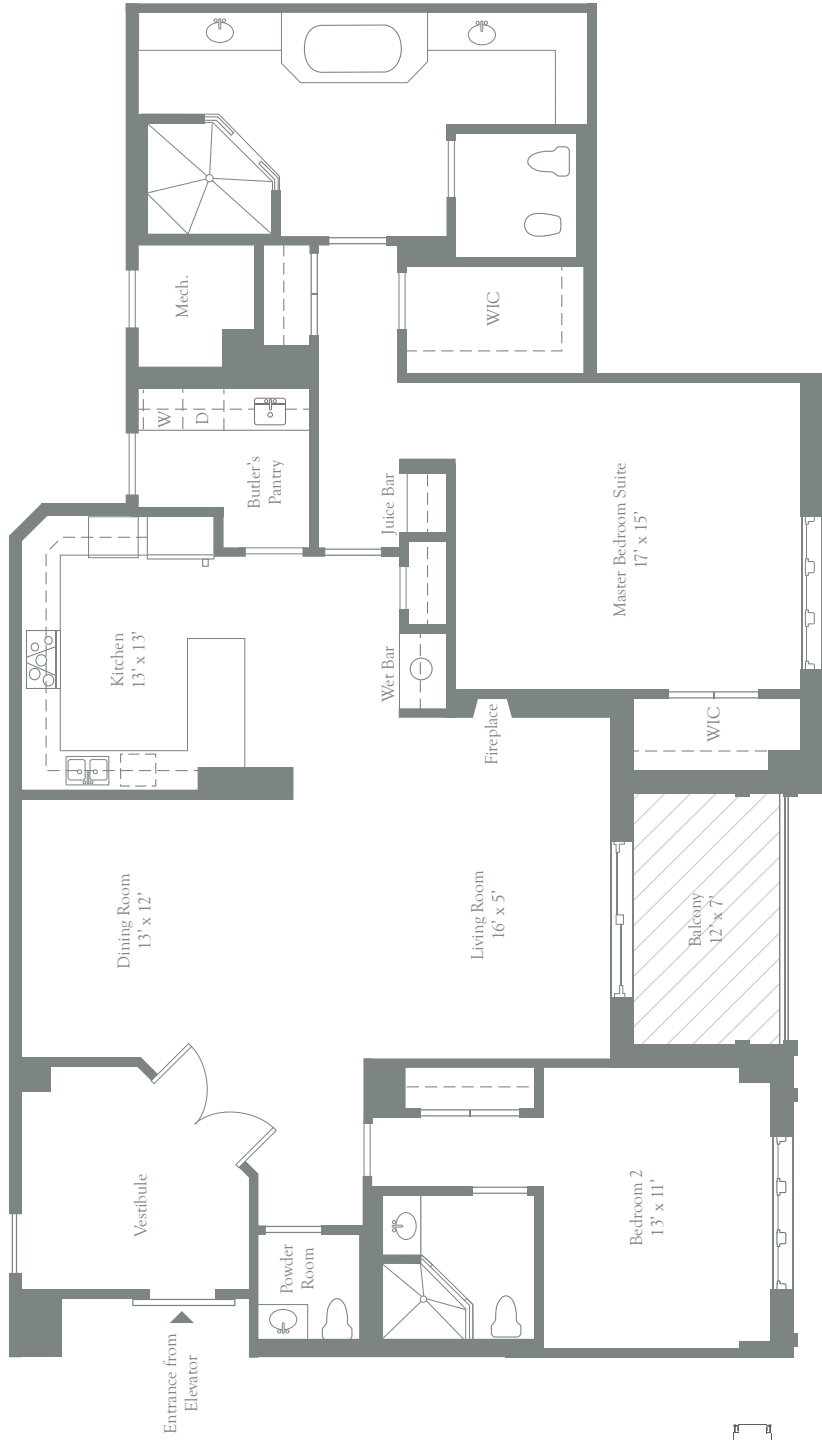 Mech.
WIC
W
D
Butler's
Pantry
Juice Bar
Master Bedroom Suite
17' x 15'
Kitchen
13' x 13'
Wet Bar
Fireplace
WIC
Dining Room
13' x 12'
Living Room
16' x 5'
Balcony
12' x 7'
Vestibule
Powder
Room
Bedroom 2
13' x 11'
Entrance from
Elevator